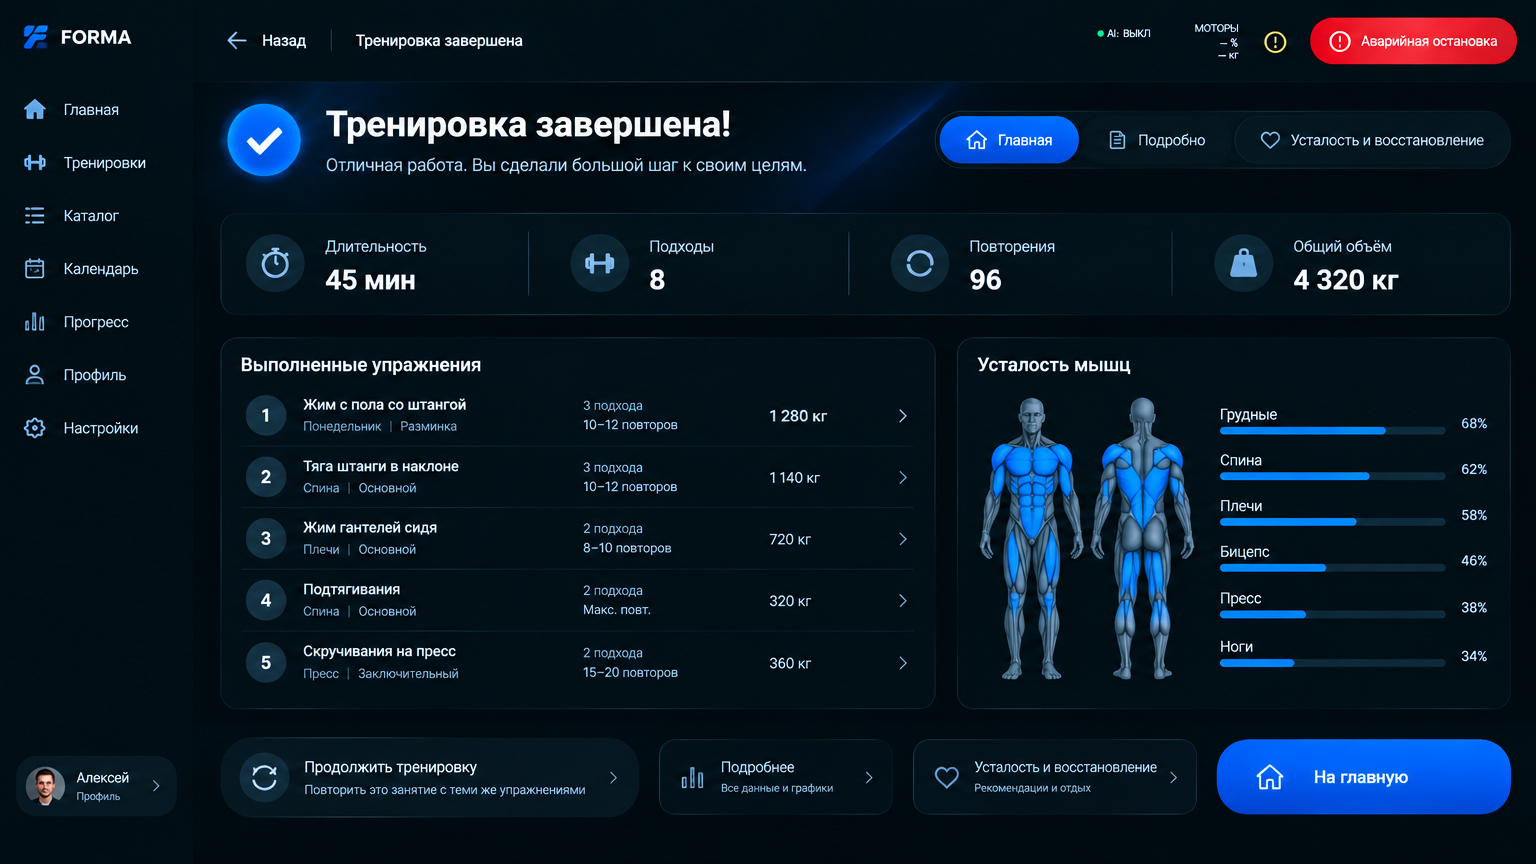 FORMA
Назад
Тренировка завершена
AI: ВЫКЛ
МОТОРЫ
– %
– кг
Аварийная остановка
Главная
Тренировки
Каталог
Календарь
Прогресс
Профиль
Настройки
Тренировка завершена!
Отличная работа. Вы сделали большой шаг к своим целям.
Главная
Подробно
Усталость и восстановление
Длительность
45 мин
Подходы
8
Повторения
96
Общий объём
4 320 кг
Выполненные упражнения
1
Жим с пола со штангой
Понедельник | Разминка
3 подхода
10–12 повторов
1 280 кг
2
Тяга штанги в наклоне
Спина | Основной
3 подхода
10–12 повторов
1 140 кг
3
Жим гантелей сидя
Плечи | Основной
2 подхода
8–10 повторов
720 кг
4
Подтягивания
Спина | Основной
2 подхода
Макс. повт.
320 кг
5
Скручивания на пресс
Пресс | Заключительный
2 подхода
15–20 повторов
360 кг
Усталость мышц
Грудные
68%
Спина
62%
Плечи
58%
Бицепс
46%
Пресс
38%
Ноги
34%
Алексей
Профиль
Продолжить тренировку
Повторить это занятие с теми же упражнениями
Подробнее
Все данные и графики
Усталость и восстановление
Рекомендации и отдых
На главную